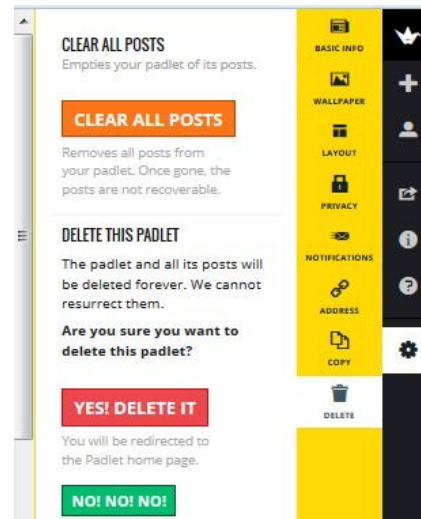 CLEAR ALL POSTS
Empties your padlet of its posts.
CLEAR ALL POSTS
Removes all posts from
your padlet. Once gone, the
posts are not recoverable.
DELETE THIS PADLET
The padlet and all its posts will
be deleted forever. We cannot
resurrect them.
Are you sure you want to
delete this padlet?
YES! DELETE IT
You will be redirected to
the Padlet home page.
NO! NO! NO!
BASIC INFO
WALLPAPER
LAYOUT
PRIVACY
NOTIFICATIONS
ADDRESS
COPY
DELETE